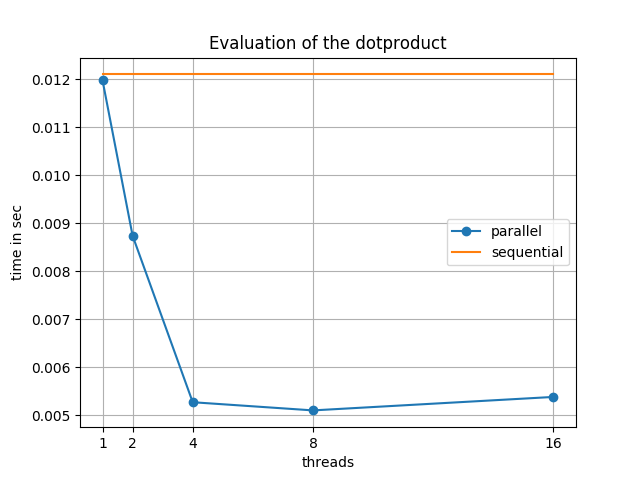 Evaluation of the dotproduct
0.012
0.011
0.010
0.009
0.008
0.007
0.006
0.005
time in sec
parallel
sequential
1 2 4 8 16
threads